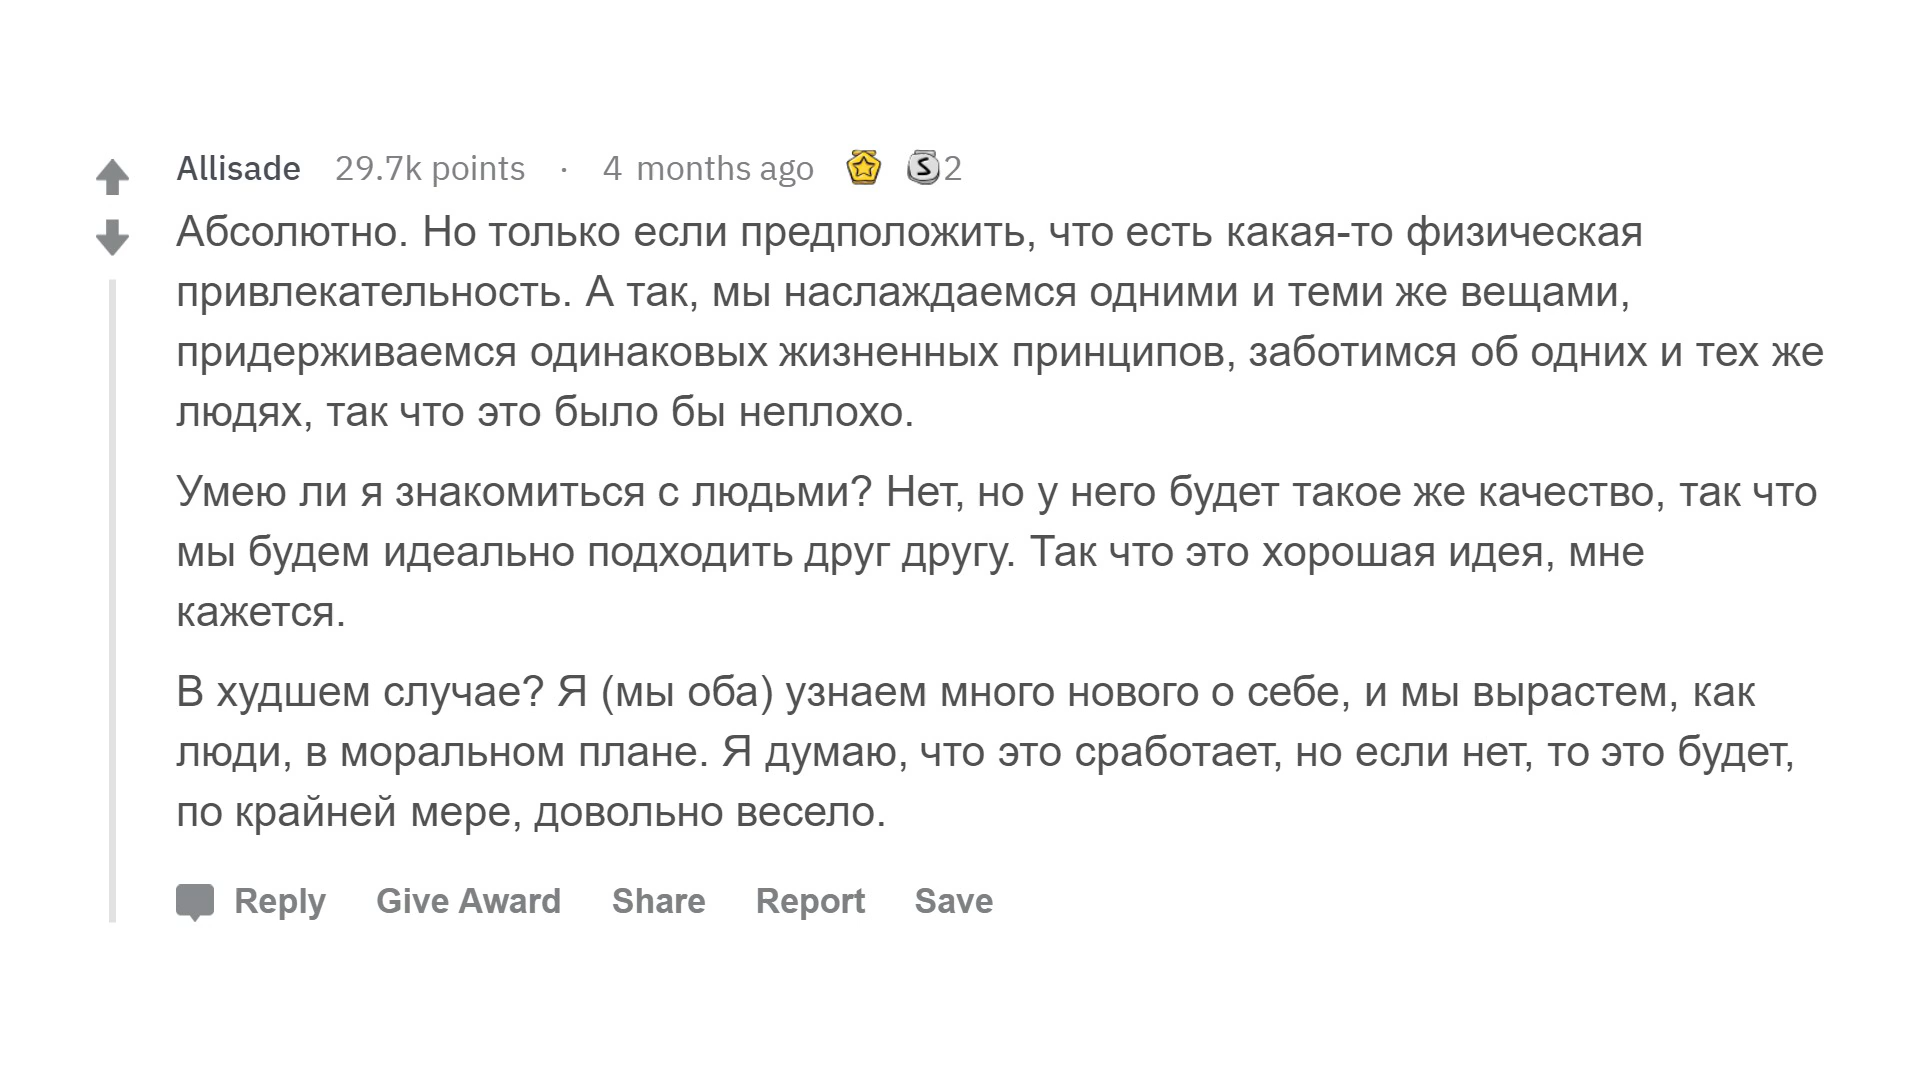 Allisade 29.7k points · 4 months ago S 2
Абсолютно. Но только если предположить, что есть какая-то физическая
привлекательность. А так, мы наслаждаемся одними и теми же вещами,
придерживаемся одинаковых жизненных принципов, заботимся об одних и тех же
людях, так что это было бы неплохо.
Умею ли я знакомиться с людьми? Нет, но у него будет такое же качество, так что
мы будем идеально подходить друг другу. Так что это хорошая идея, мне
кажется.
В худшем случае? Я (мы оба) узнаем много нового о себе, и мы вырастем, как
люди, в моральном плане. Я думаю, что это сработает, но если нет, то это будет,
по крайней мере, довольно весело.
Reply Give Award Share Report Save